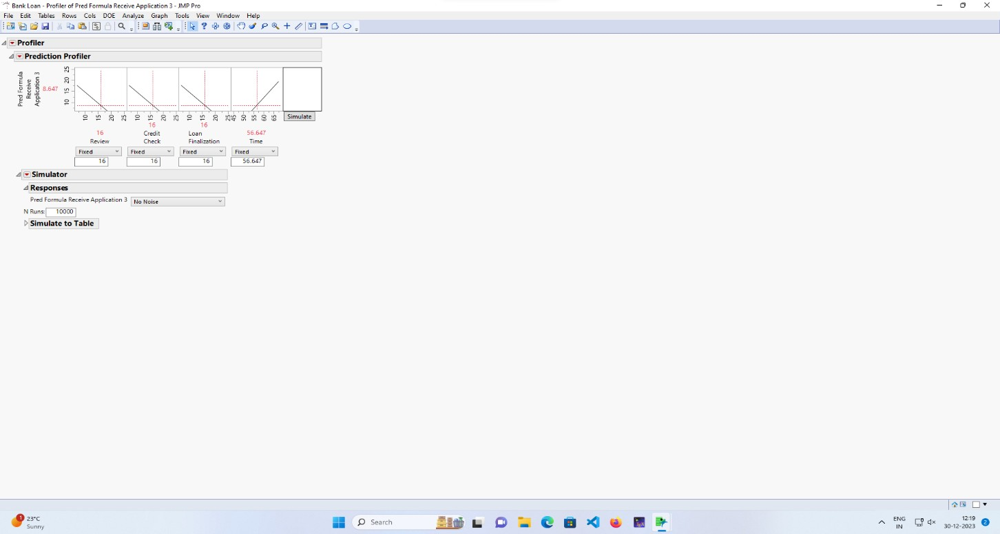 Bank Loan - Profiler of Pred Formula Receive Application 3 - JMP Pro
File Edit Tables Rows Cols DOE Analyze Graph Tools View Window Help
Profiler
Prediction Profiler
Pred Formula
Receive
Application 3
8.647
25
20
15
10
10 15 20 25 10 15 20 25 10 15 20 25 45 50 55 60 65
Simulate
16 Credit Loan 56.647
16 16
Review Check Finalization Time
Fixed Fixed Fixed Fixed
16 16 16 56.647
Simulator
Responses
Pred Formula Receive Application 3 No Noise
N Runs: 10000
Simulate to Table
1
23°C
Sunny
Search
ENG
IN
12:19
30-12-2023
2